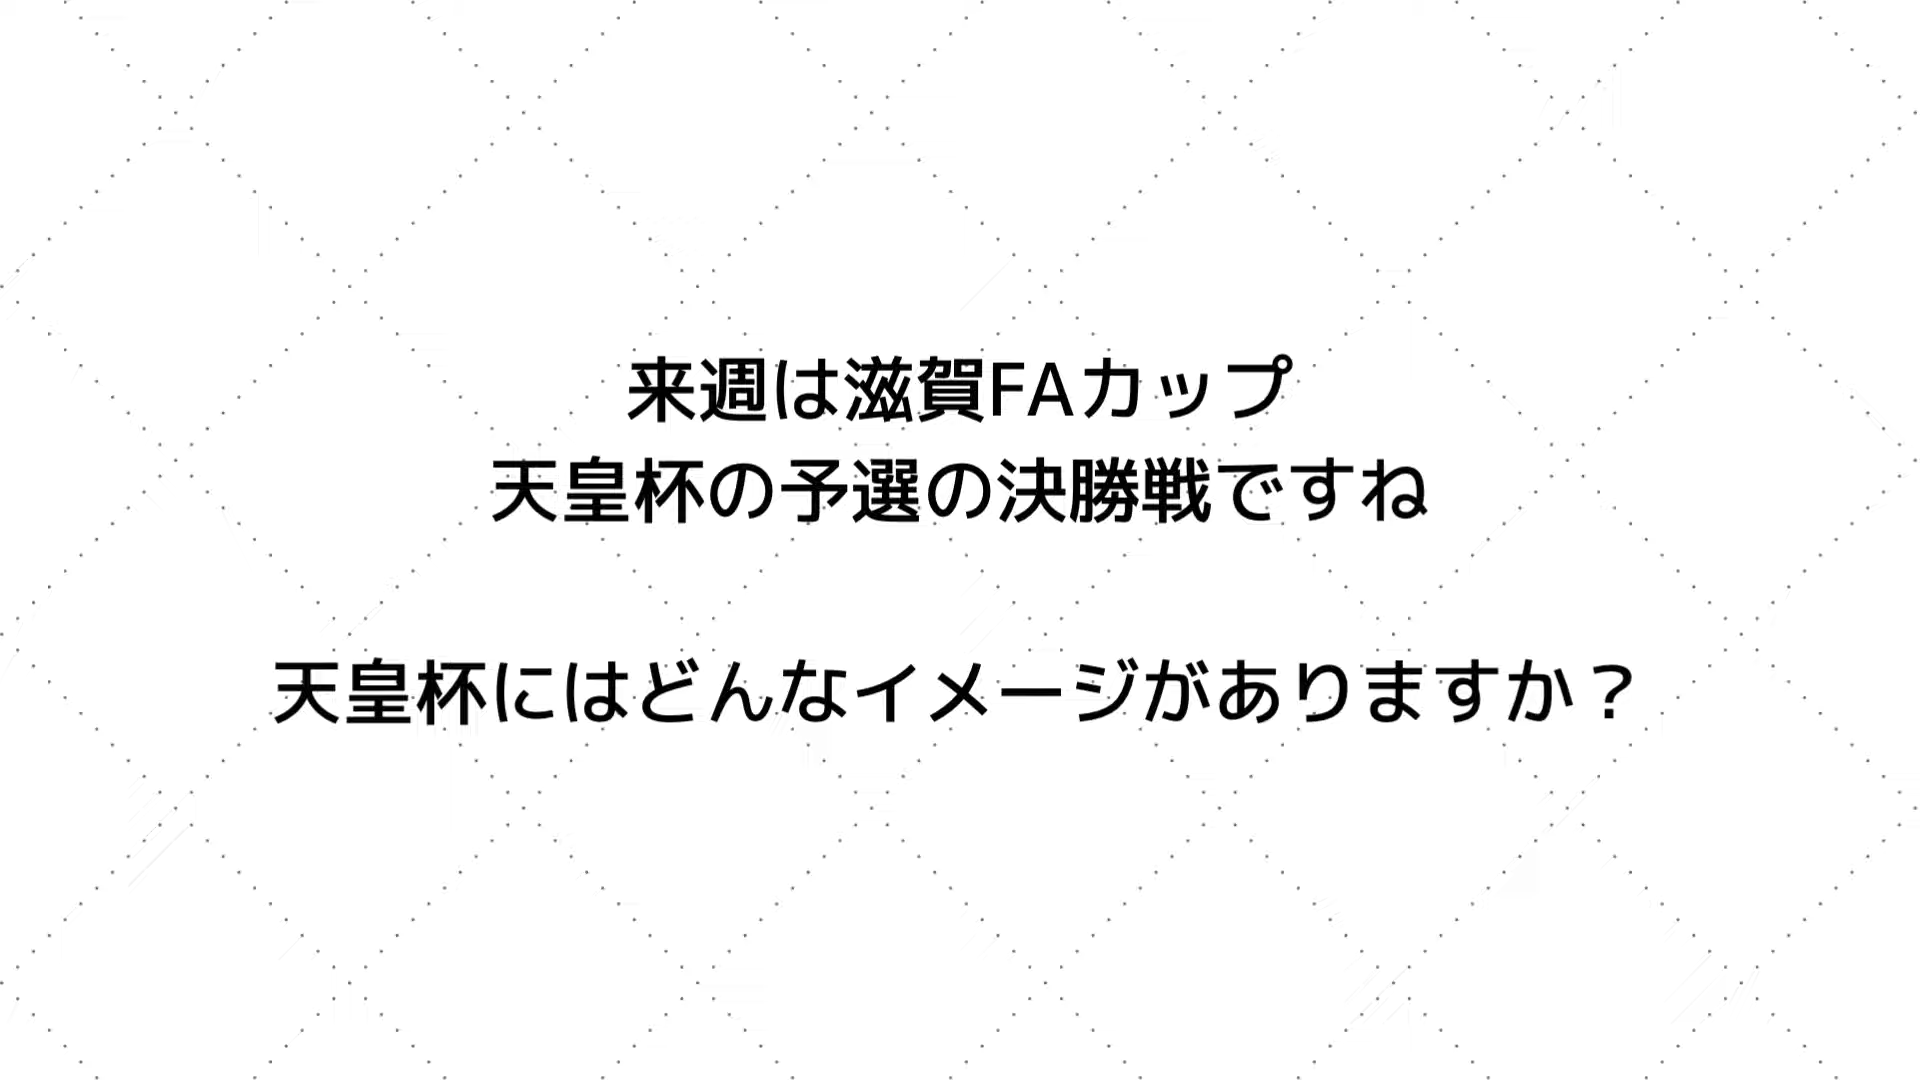 来週は滋賀FAカップ
天皇杯の予選の決勝戦ですね
天皇杯にはどんなイメージがありますか？